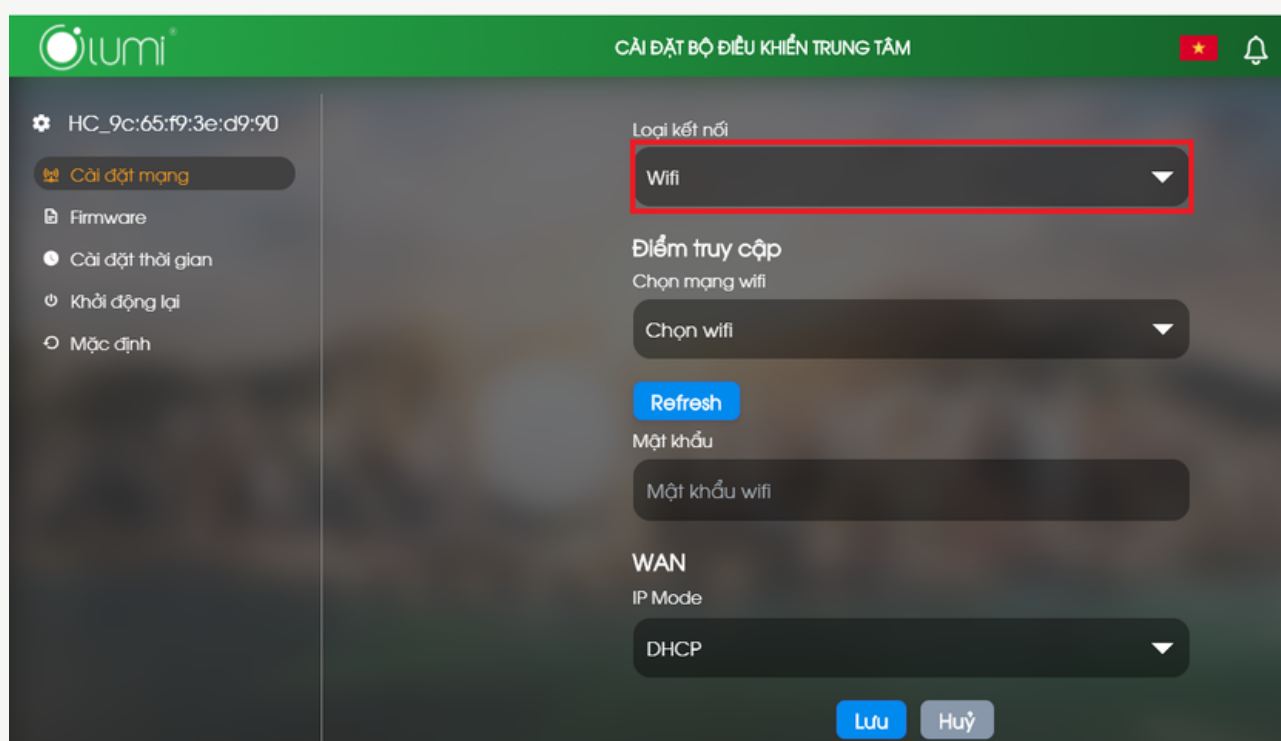 Lumi®
CÀI ĐẶT BỘ ĐIỀU KHIỂN TRUNG TÂM
HC_9c:65:f9:3e:d9:90
Cài đặt mạng
Firmware
Cài đặt thời gian
Khởi động lại
Mặc định
Loại kết nối
Wifi
Điểm truy cập
Chọn mạng wifi
Chọn wifi
Refresh
Mật khẩu
Mật khẩu wifi
WAN
IP Mode
DHCP
Lưu
Huỷ